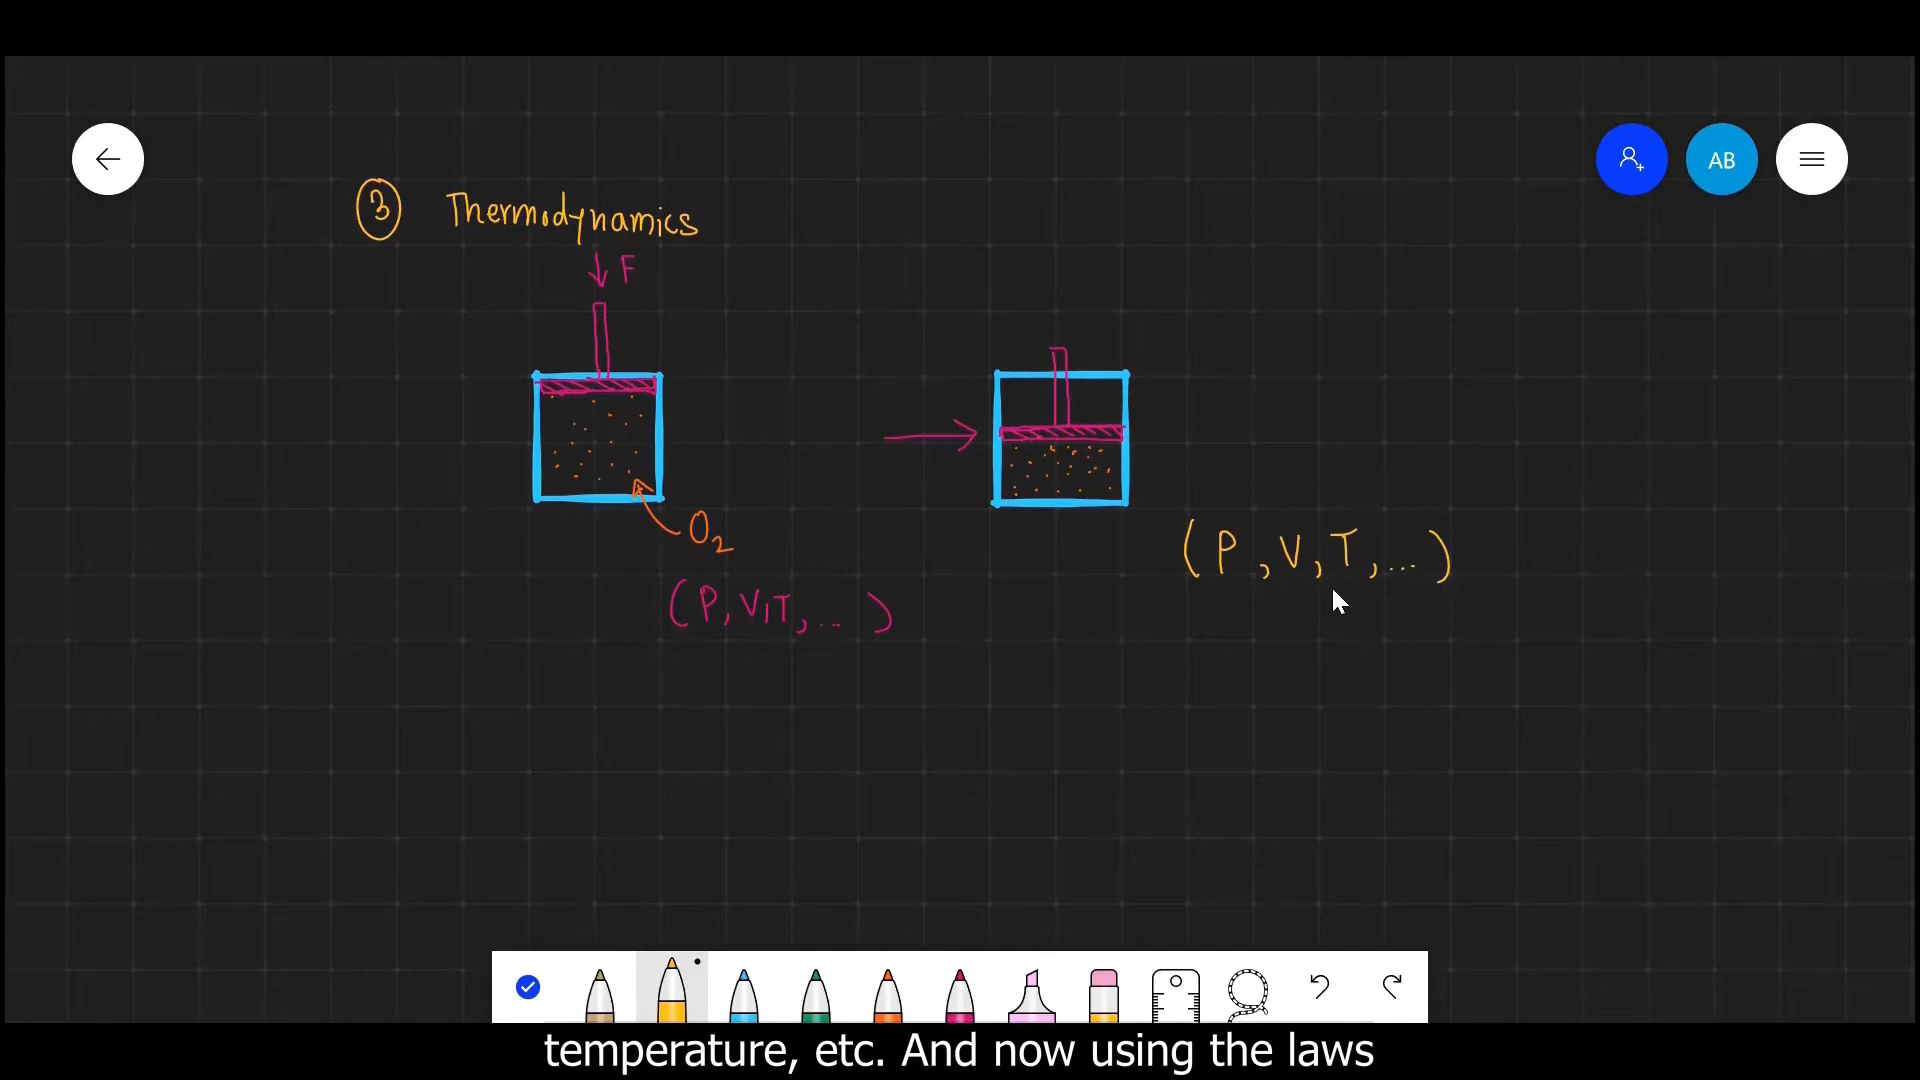 AB
③ Thermodynamics
↓ F
→
O₂
(P, V, T, ...)
(P, V, T, ...)
temperature, etc. And now using the laws